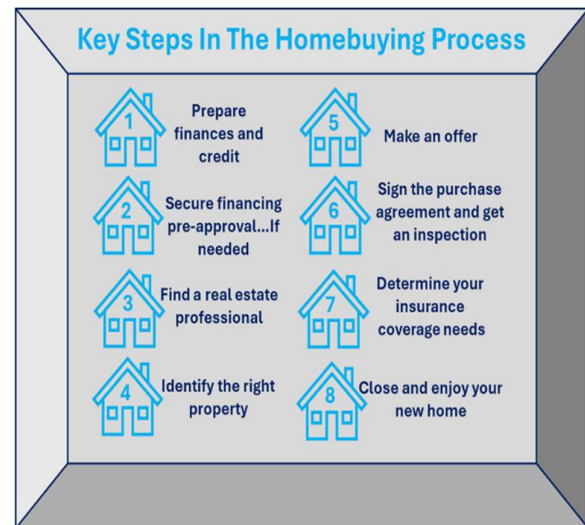 Key Steps In The Homebuying Process
1
Prepare
finances and
credit
2
Secure financing
pre-approval...If
needed
3
Find a real estate
professional
4
Identify the right
property
5
Make an offer
6
Sign the purchase
agreement and get
an inspection
7
Determine your
insurance
coverage needs
8
Close and enjoy your
new home